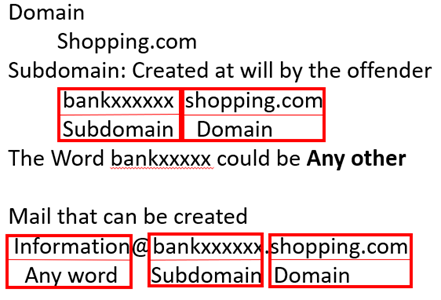 Domain
Shopping.com
Subdomain: Created at will by the offender
bankxxxxxx shopping.com
Subdomain Domain
The Word bankxxxxx could be Any other
Mail that can be created
Information@bankxxxxxx.shopping.com
Any word Subdomain Domain